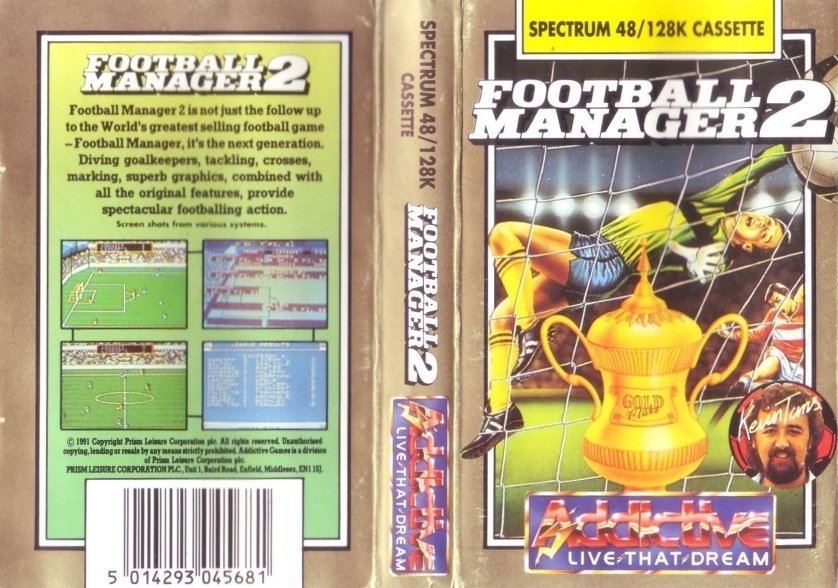 FOOTBALL
MANAGER 2
Football Manager 2 is not just the follow up
to the World's greatest selling football game
– Football Manager, it's the next generation.
Diving goalkeepers, tackling, crosses,
marking, superb graphics, combined with
all the original features, provide
spectacular footballing action.
Screen shots from various systems.
LEAGUE RESULTS
© 1991 Copyright Prism Leisure Corporation plc. All rights reserved. Unauthorised
copying, lending or resale by any means strictly prohibited. Addictive Games is a division
of Prism Leisure Corporation plc.
PRISM LEISURE CORPORATION PLC, Unit 1, Baird Road, Enfield, Middlesex, EN1 1SJ.
5 014293 045681
SPECTRUM 48/128K
CASSETTE
FOOTBALL
MANAGER 2
Addictive
LIVE·THAT·DREAM
SPECTRUM 48/128K CASSETTE
FOOTBALL
MANAGER 2
GOLD
Class
Kevin Toms
Addictive
LIVE·THAT·DREAM